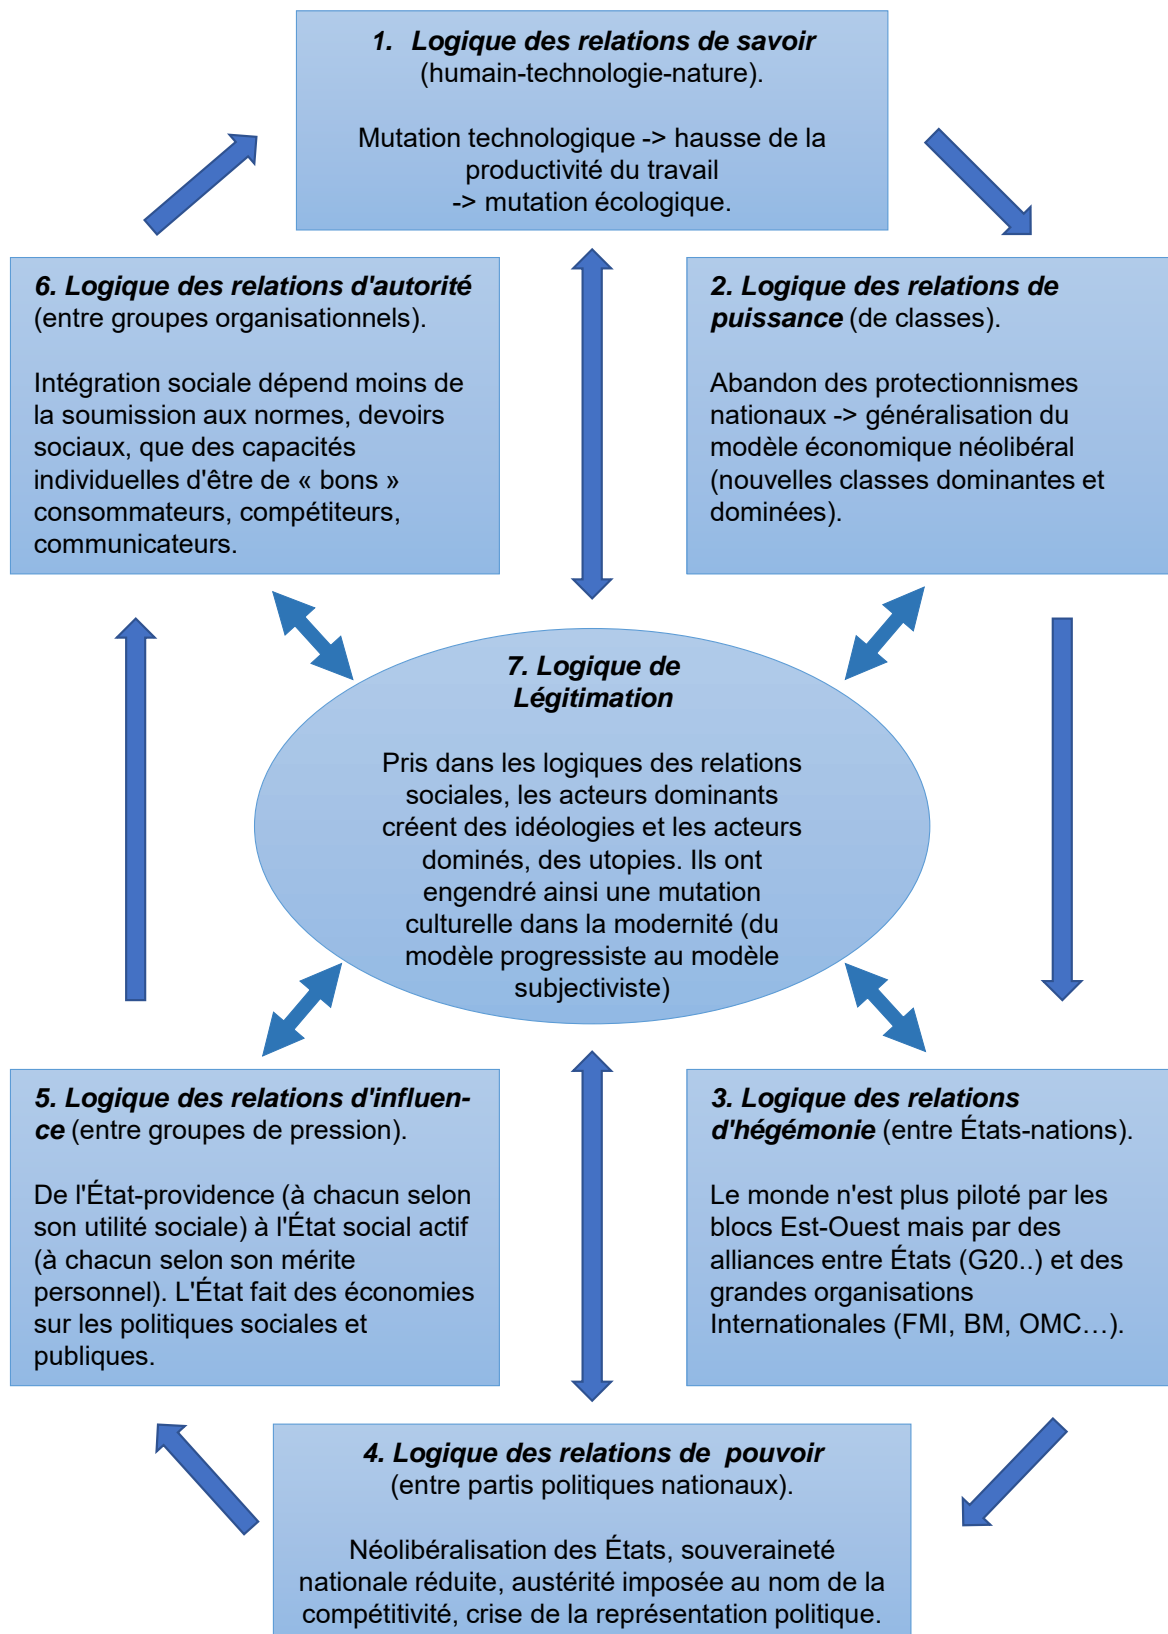 1. Logique des relations de savoir
(humain-technologie-nature).
Mutation technologique -> hausse de la
productivité du travail
-> mutation écologique.
6. Logique des relations d'autorité
(entre groupes organisationnels).
Intégration sociale dépend moins de
la soumission aux normes, devoirs
sociaux, que des capacités
individuelles d'être de « bons »
consommateurs, compétiteurs,
communicateurs.
2. Logique des relations de
puissance (de classes).
Abandon des protectionnismes
nationaux -> généralisation du
modèle économique néolibéral
(nouvelles classes dominantes et
dominées).
7. Logique de
Légitimation
Pris dans les logiques des relations
sociales, les acteurs dominants
créent des idéologies et les acteurs
dominés, des utopies. Ils ont
engendré ainsi une mutation
culturelle dans la modernité (du
modèle progressiste au modèle
subjectiviste)
5. Logique des relations d'influen-
ce (entre groupes de pression).
De l'État-providence (à chacun selon
son utilité sociale) à l'État social actif
(à chacun selon son mérite
personnel). L'État fait des économies
sur les politiques sociales et
publiques.
3. Logique des relations
d'hégémonie (entre États-nations).
Le monde n'est plus piloté par les
blocs Est-Ouest mais par des
alliances entre États (G20..) et des
grandes organisations
Internationales (FMI, BM, OMC…).
4. Logique des relations de pouvoir
(entre partis politiques nationaux).
Néolibéralisation des États, souveraineté
nationale réduite, austérité imposée au nom de la
compétitivité, crise de la représentation politique.